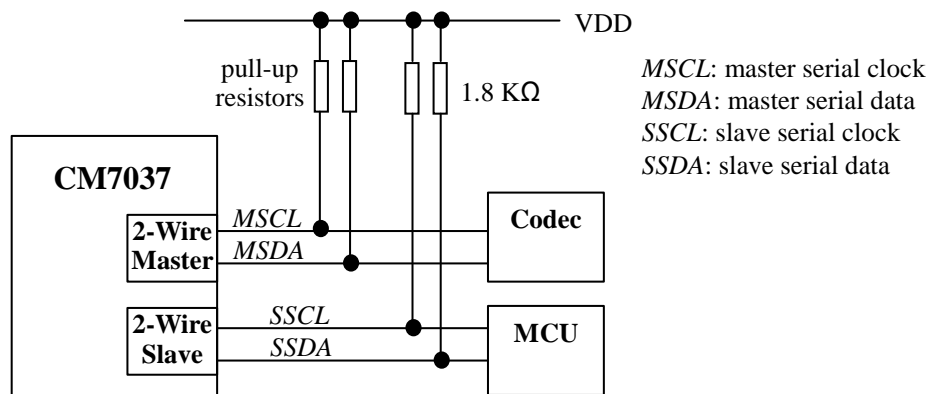 VDD
pull-up
resistors
1.8 KΩ
MSCL: master serial clock
MSDA: master serial data
SSCL: slave serial clock
SSDA: slave serial data
CM7037
2-Wire
Master
MSCL
MSDA
Codec
2-Wire
Slave
SSCL
SSDA
MCU